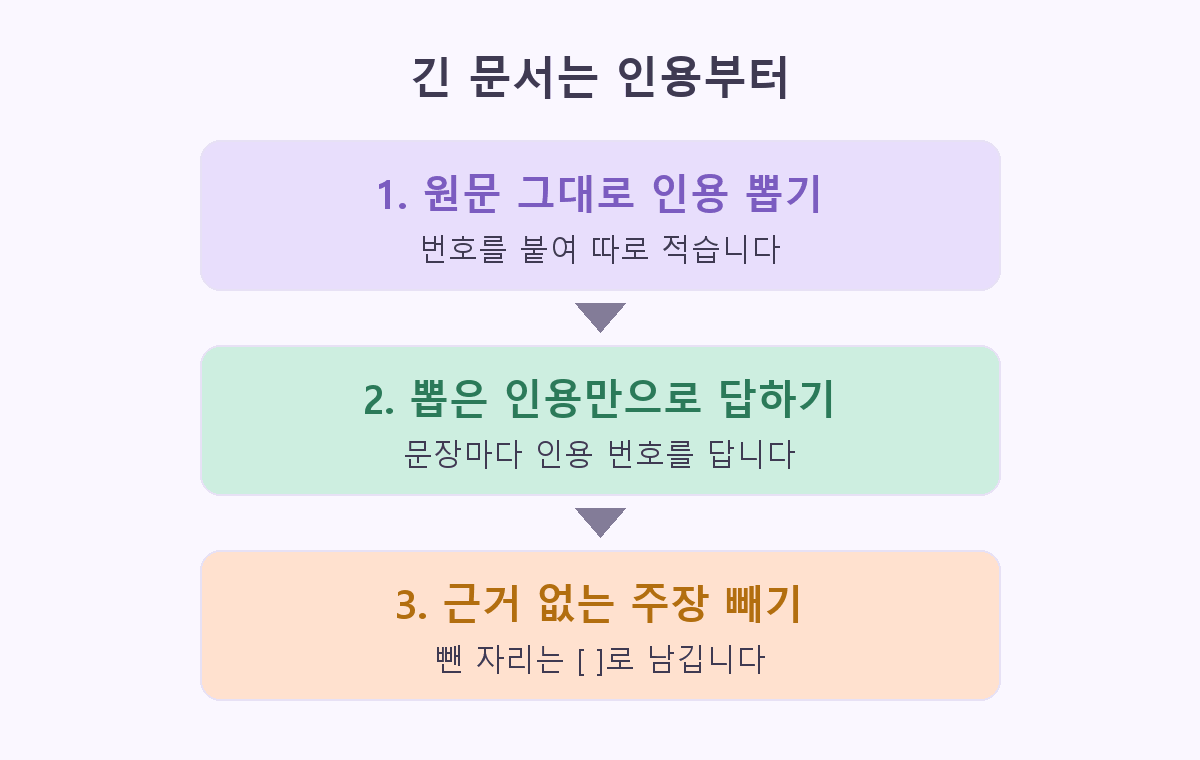 긴 문서는 인용부터
1. 원문 그대로 인용 뽑기
번호를 붙여 따로 적습니다
2. 뽑은 인용만으로 답하기
문장마다 인용 번호를 답니다
3. 근거 없는 주장 빼기
뺀 자리는 [ ]로 남깁니다